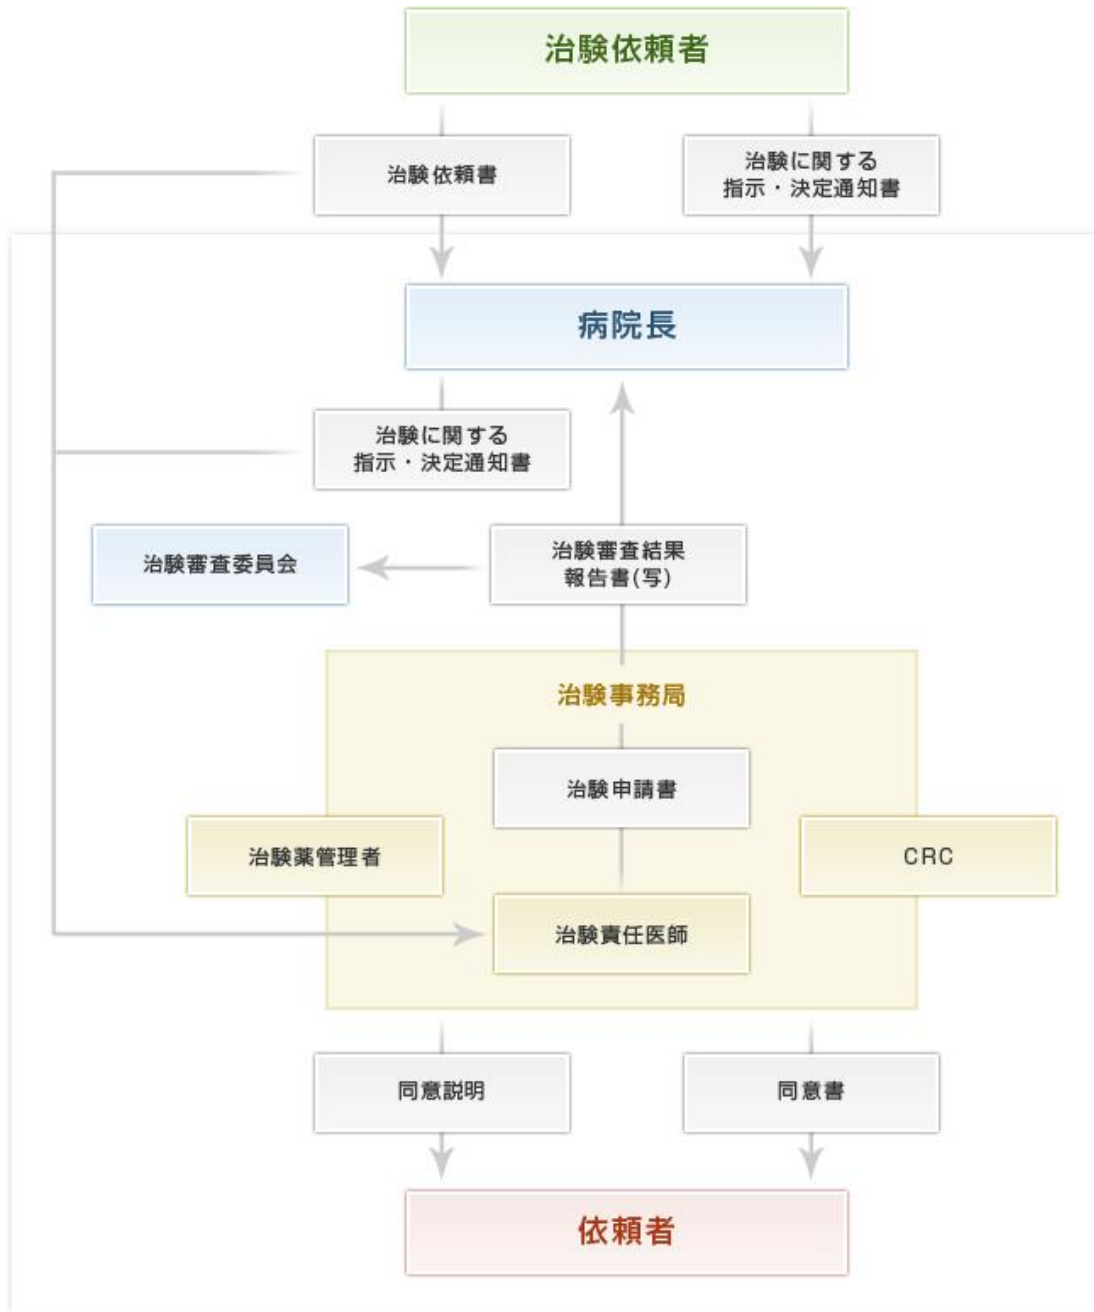 治験依頼者
治験依頼書
治験に関する
指示・決定通知書
病院長
治験に関する
指示・決定通知書
治験審査委員会
治験審査結果
報告書(写)
治験事務局
治験申請書
治験薬管理者
CRC
治験責任医師
同意説明
同意書
依頼者